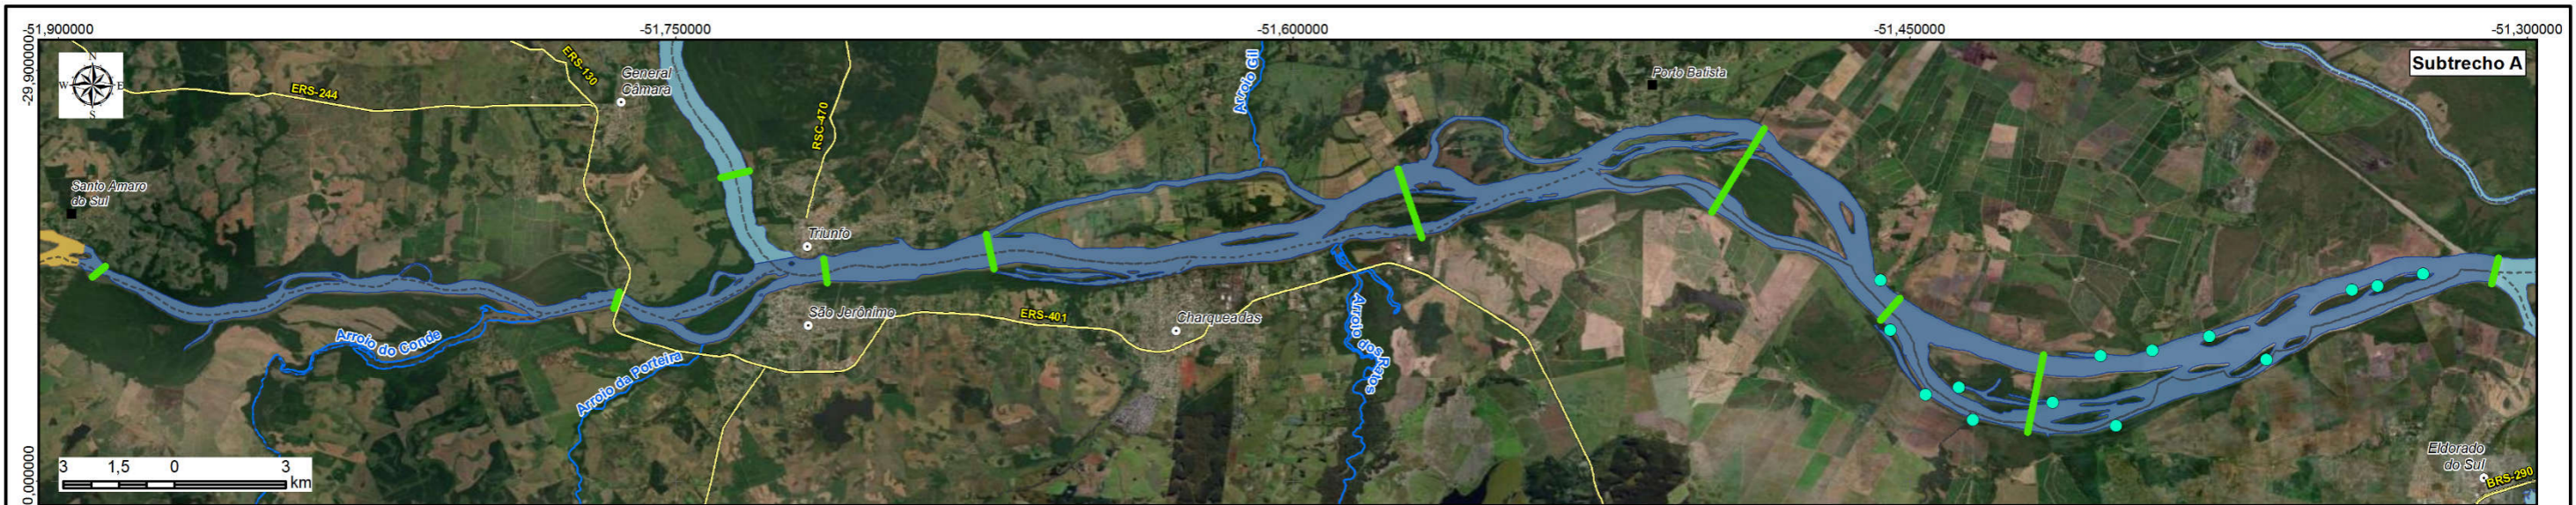 -51,900000
-51,750000
-51,600000
-51,450000
-51,300000
-29,900000
Subtrecho A
N
W
E
S
ERS-244
ERS-130
General
Câmara
RSC-470
Arroio Gil
Porto Batista
Santo Amaro
do Sul
Triunfo
São Jerônimo
ERS-401
Charqueadas
Arroio do Conde
Arroio da Porteira
Arroio dos Ratos
Eldorado
do Sul
BRS-290
3 1,5 0 3
km